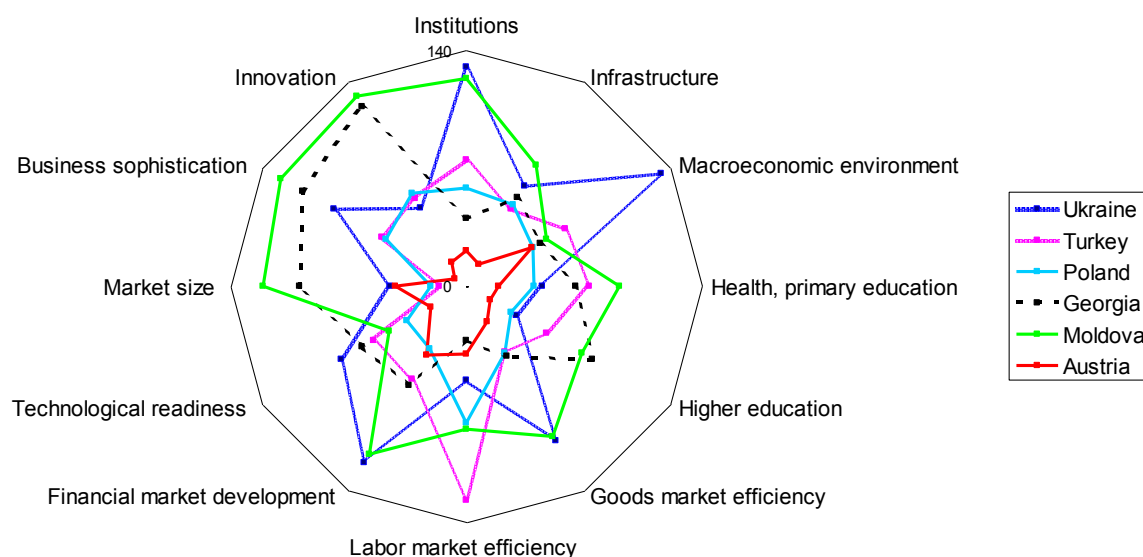 Institutions
140
Innovation
Infrastructure
Business sophistication
Macroeconomic environment
Market size
0
Health, primary education
Technological readiness
Higher education
Financial market development
Goods market efficiency
Labor market efficiency
Ukraine
Turkey
Poland
Georgia
Moldova
Austria